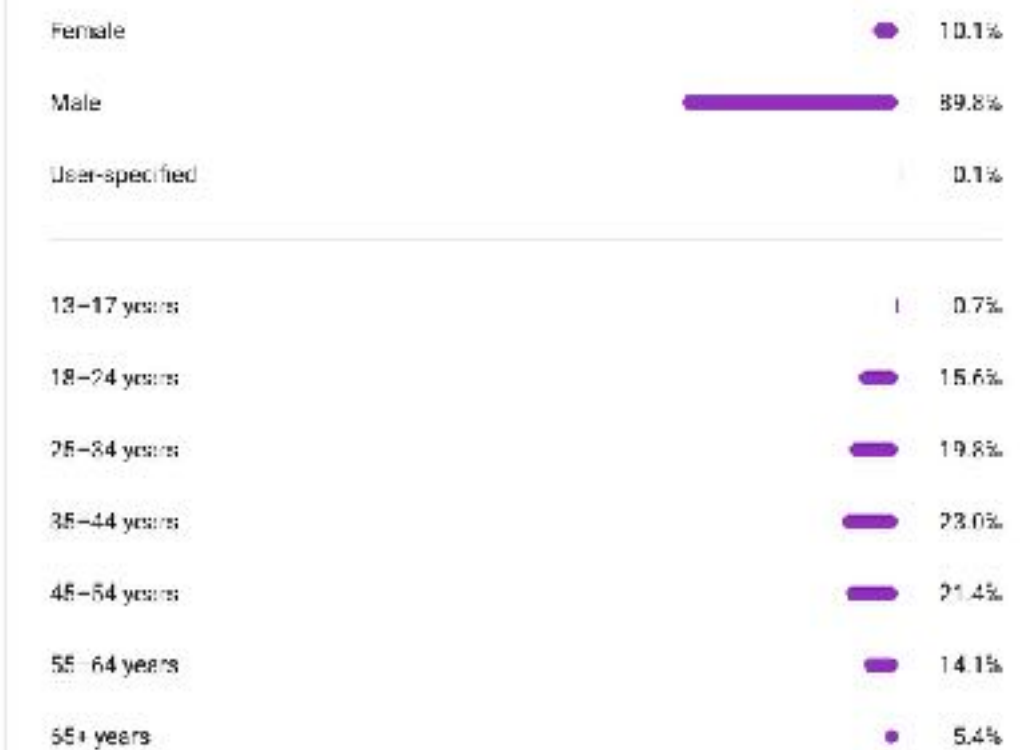 Female 10.1%
Male 89.8%
User-specified 0.1%
13–17 years 0.7%
18–24 years 15.6%
25–34 years 19.8%
35–44 years 23.0%
45–54 years 21.4%
55–64 years 14.1%
65+ years 5.4%